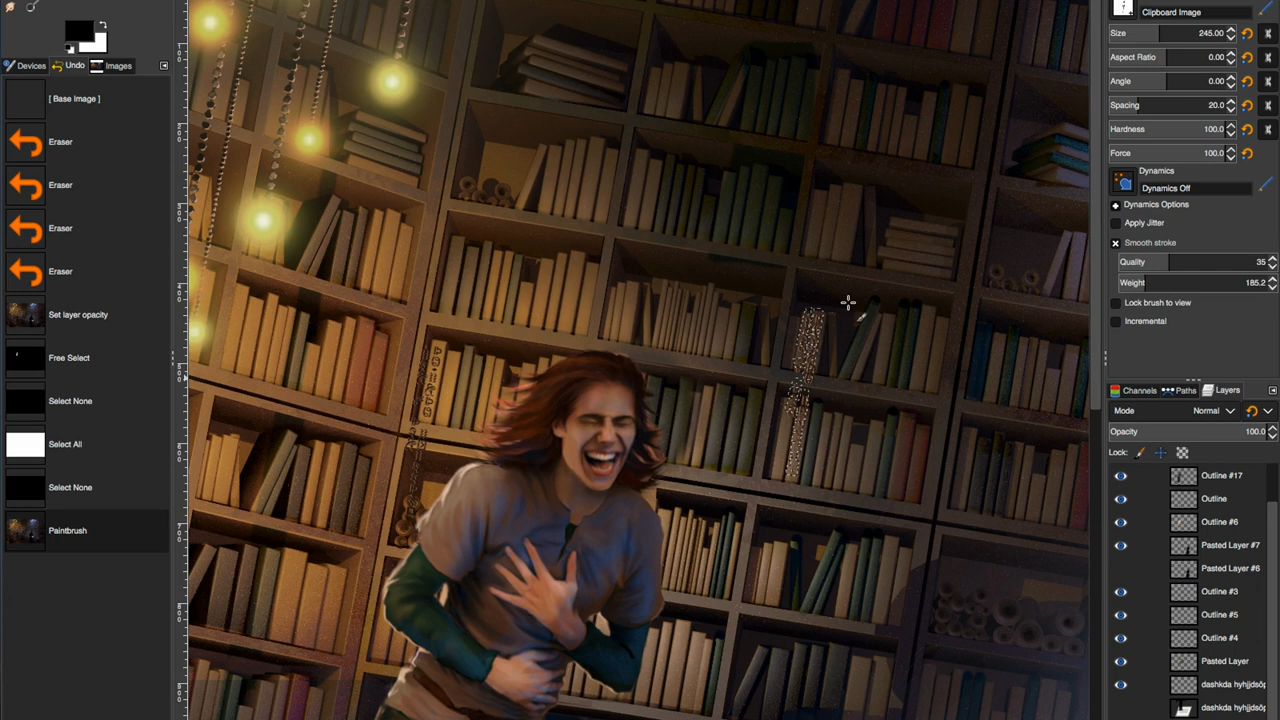 Devices
Undo
Images
[ Base Image ]
Eraser
Eraser
Eraser
Eraser
Set layer opacity
Free Select
Select None
Select All
Select None
Paintbrush
Clipboard Image
Size 245.00
Aspect Ratio 0.00
Angle 0.00
Spacing 20.0
Hardness 100.0
Force 100.0
Dynamics
Dynamics Off
Dynamics Options
Apply Jitter
Smooth stroke
Quality 35
Weight 185.2
Lock brush to view
Incremental
Channels
Paths
Layers
Mode Normal
Opacity 100.0
Lock:
Outline #17
Outline
Outline #6
Pasted Layer #7
Pasted Layer #6
Outline #3
Outline #5
Outline #4
Pasted Layer
dashkda hyhjjdsöp
dashkda hyhjjdsöp